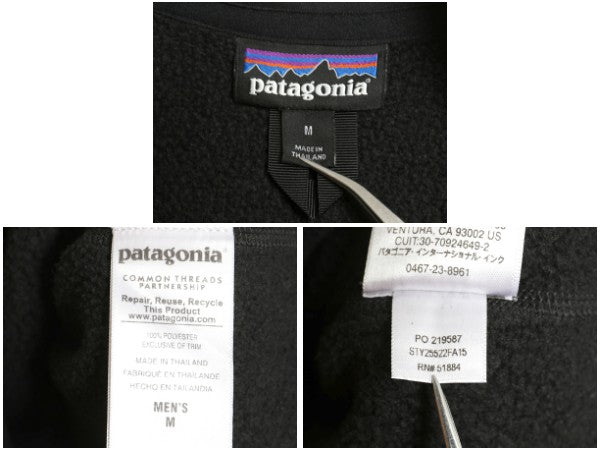 patagonia
M
MADE IN
THAILAND
patagonia
COMMON THREADS
PARTNERSHIP
Repair, Reuse, Recycle
This Product
www.patagonia.com
100% POLYESTER
EXCLUSIVE OF TRIM
MADE IN THAILAND
FABRIQUÉ EN THAILANDE
HECHO EN TAILANDIA
MEN'S
M
VENTURA, CA 93002 US
CUIT:30-70924649-2
パタゴニア・インターナショナル・インク
0467-23-8961
PO 219587
STY25522FA15
RN# 51884